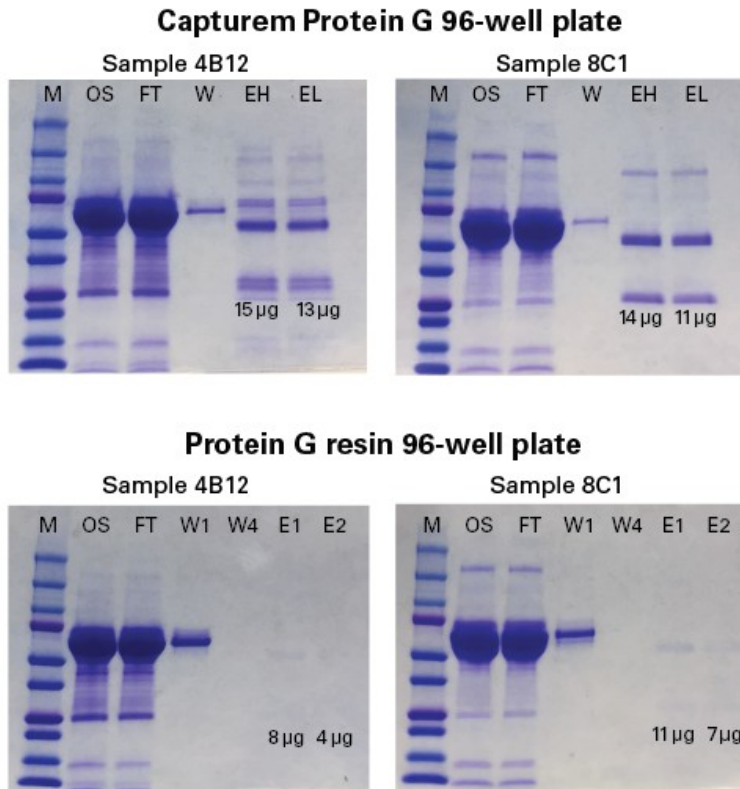 Capturem Protein G 96-well plate
Sample 4B12
M OS FT W EH EL
15 µg 13 µg
Sample 8C1
M OS FT W EH EL
14 µg 11 µg
Protein G resin 96-well plate
Sample 4B12
M OS FT W1 W4 E1 E2
8 µg 4 µg
Sample 8C1
M OS FT W1 W4 E1 E2
11 µg 7 µg